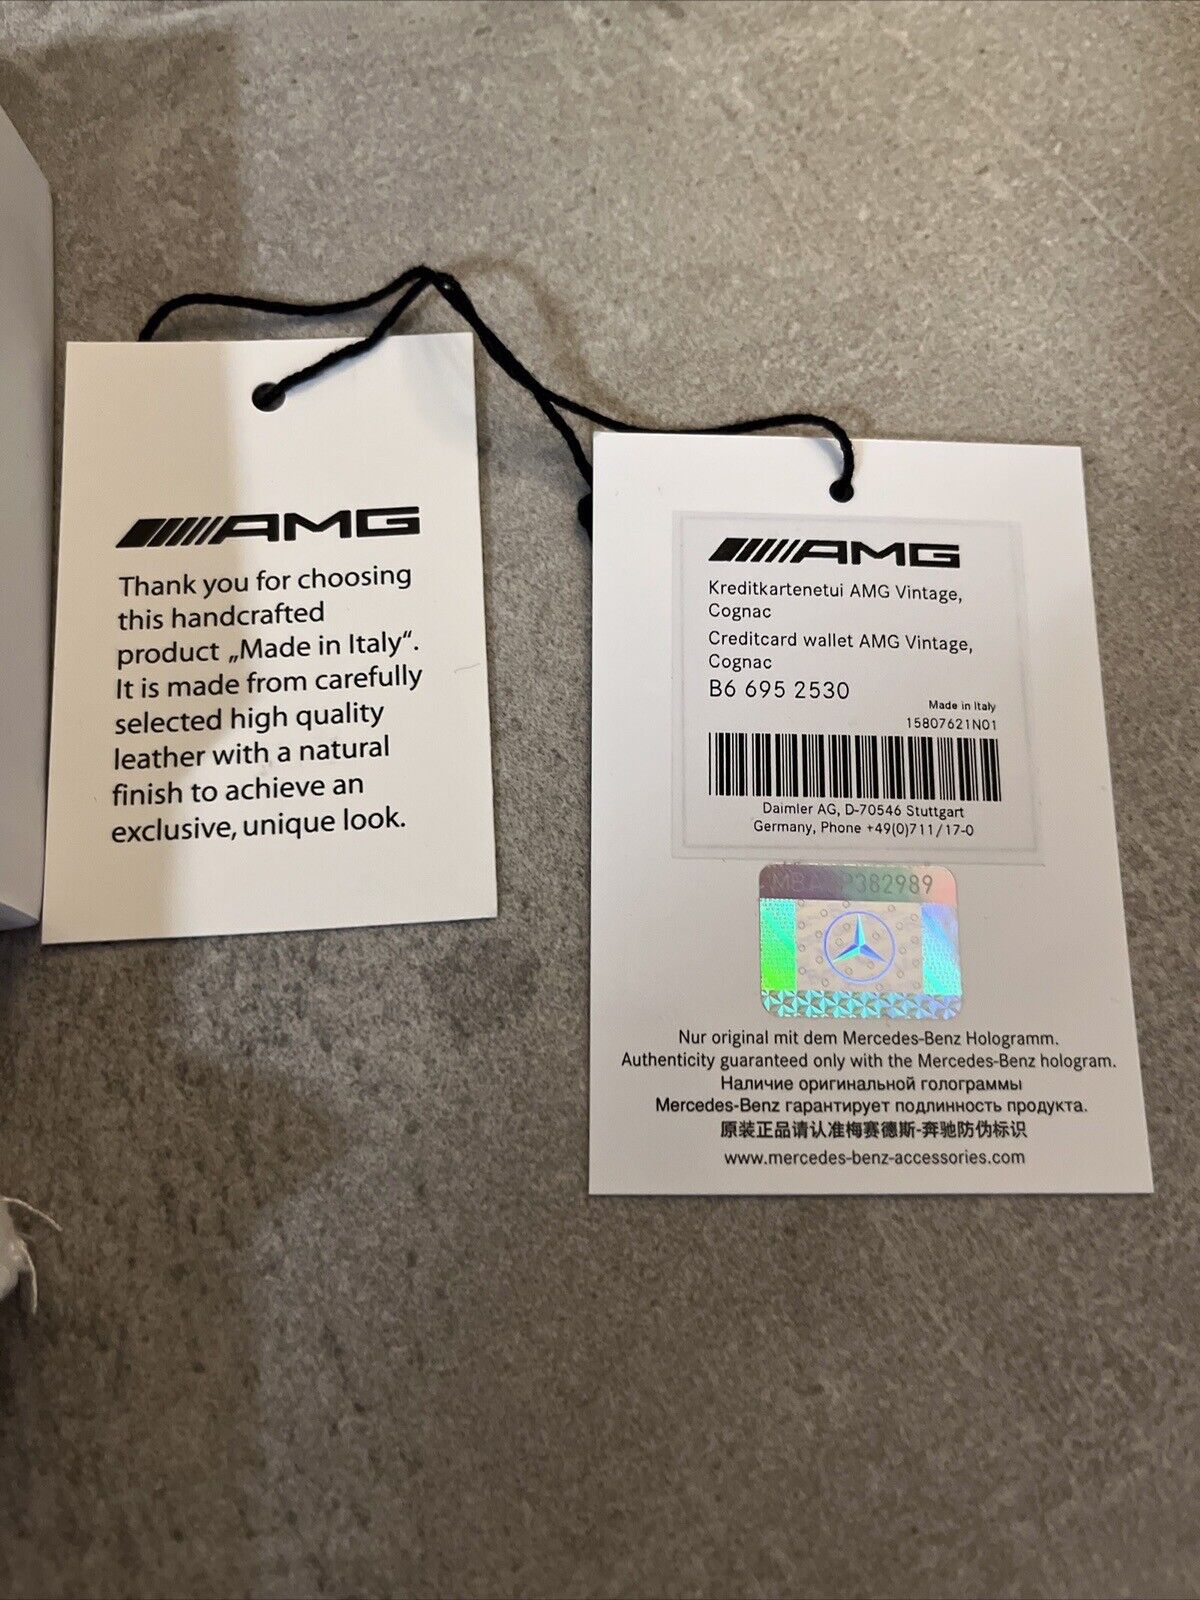 AMG
Thank you for choosing
this handcrafted
product „Made in Italy“.
It is made from carefully
selected high quality
leather with a natural
finish to achieve an
exclusive, unique look.
AMG
Kreditkartenetui AMG Vintage,
Cognac
Creditcard wallet AMG Vintage,
Cognac
B6 695 2530
Made in Italy
15807621N01
Daimler AG, D-70546 Stuttgart
Germany, Phone +49(0)711/17-0
Nur original mit dem Mercedes-Benz Hologramm.
Authenticity guaranteed only with the Mercedes-Benz hologram.
Наличие оригинальной голограммы
Mercedes-Benz гарантирует подлинность продукта.
原装正品请认准梅赛德斯-奔驰防伪标识
www.mercedes-benz-accessories.com